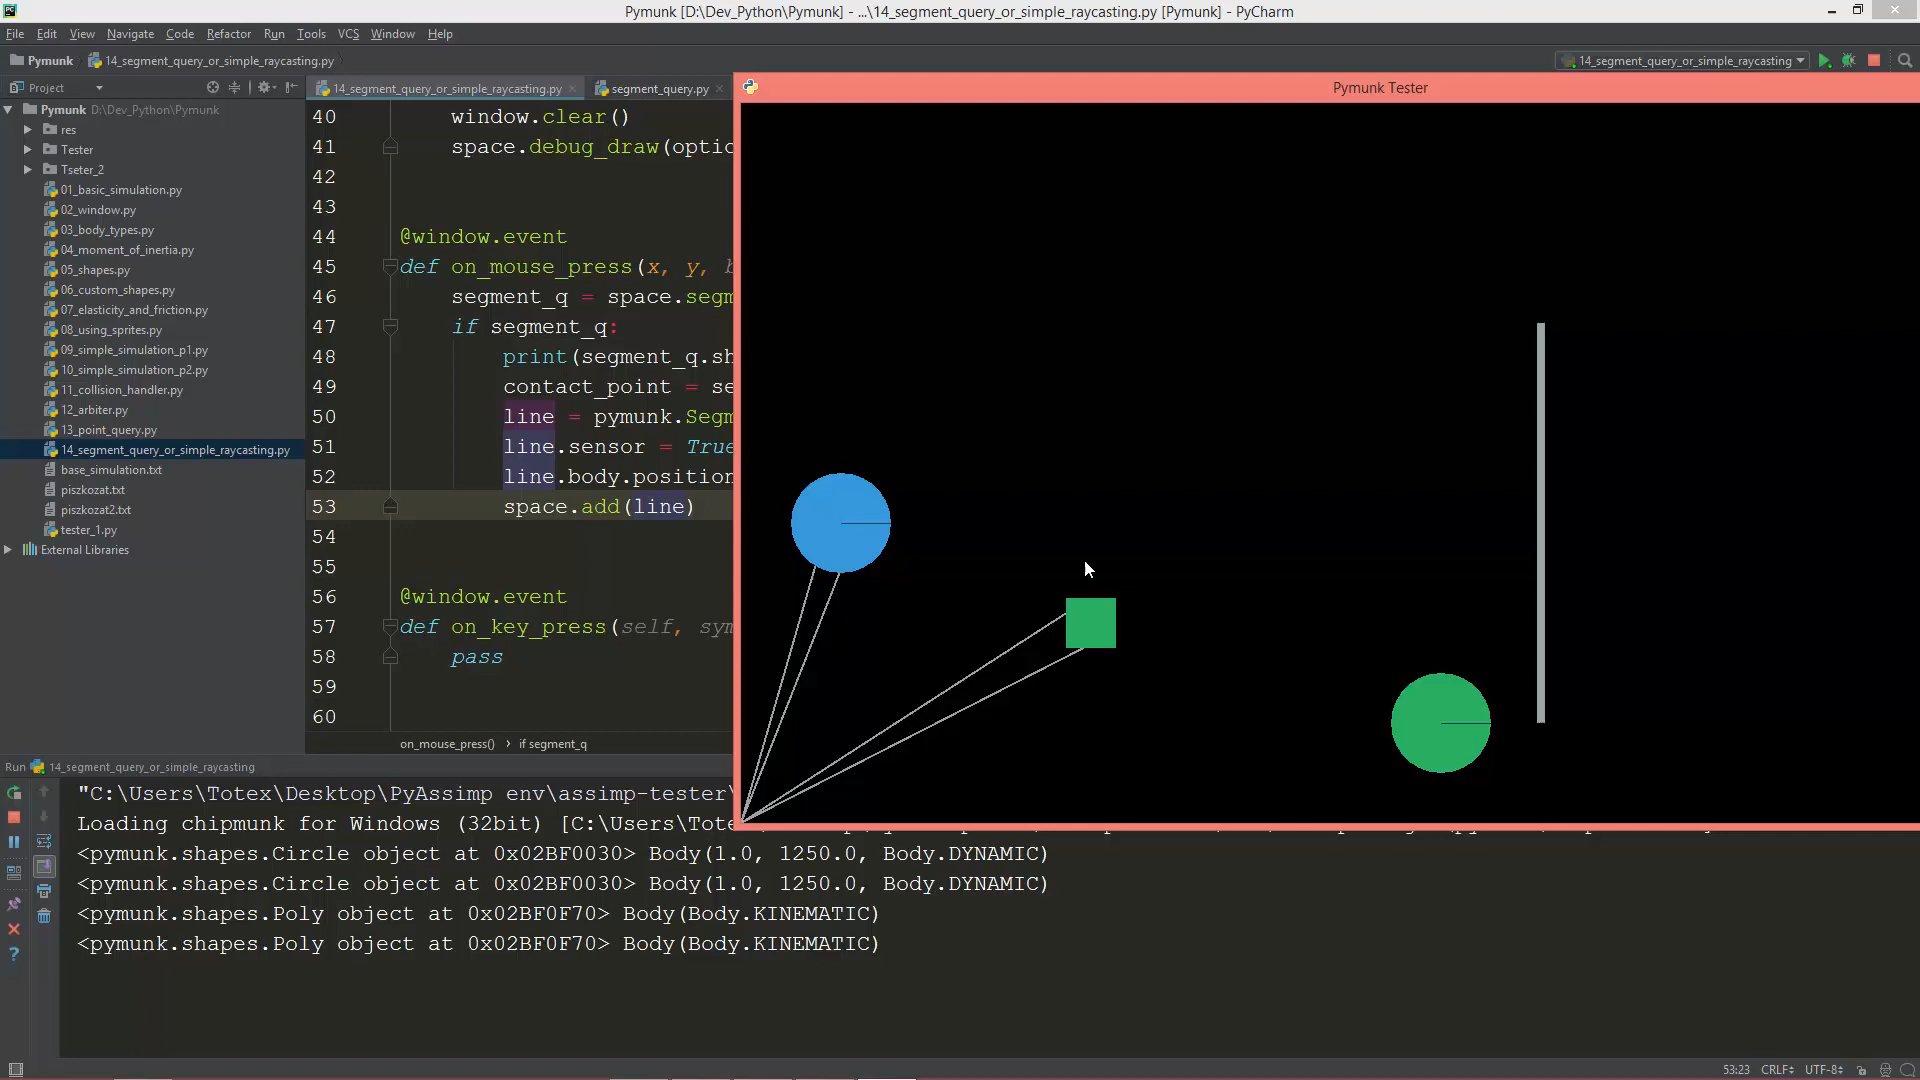 Pymunk [D:\Dev_Python\Pymunk] - ...\14_segment_query_or_simple_raycasting.py [Pymunk] - PyCharm
File Edit View Navigate Code Refactor Run Tools VCS Window Help
Pymunk 14_segment_query_or_simple_raycasting.py
14_segment_query_or_simple_raycasting
Project
14_segment_query_or_simple_raycasting.py
segment_query.py
Pymunk Tester
Pymunk D:\Dev_Python\Pymunk
res
Tester
Tseter_2
01_basic_simulation.py
02_window.py
03_body_types.py
04_moment_of_inertia.py
05_shapes.py
06_custom_shapes.py
07_elasticity_and_friction.py
08_using_sprites.py
09_simple_simulation_p1.py
10_simple_simulation_p2.py
11_collision_handler.py
12_arbiter.py
13_point_query.py
14_segment_query_or_simple_raycasting.py
base_simulation.txt
piszkozat.txt
piszkozat2.txt
tester_1.py
External Libraries
40 window.clear()
41 space.debug_draw(optio
42
43
44 @window.event
45 def on_mouse_press(x, y, b
46 segment_q = space.segm
47 if segment_q:
48 print(segment_q.sh
49 contact_point = se
50 line = pymunk.Segm
51 line.sensor = True
52 line.body.position
53 space.add(line)
54
55
56 @window.event
57 def on_key_press(self, sym
58 pass
59
60
on_mouse_press() › if segment_q
Run 14_segment_query_or_simple_raycasting
"C:\Users\Totex\Desktop\PyAssimp env\assimp-tester\
Loading chipmunk for Windows (32bit) [C:\Users\Tote
<pymunk.shapes.Circle object at 0x02BF0030> Body(1.0, 1250.0, Body.DYNAMIC)
<pymunk.shapes.Circle object at 0x02BF0030> Body(1.0, 1250.0, Body.DYNAMIC)
<pymunk.shapes.Poly object at 0x02BF0F70> Body(Body.KINEMATIC)
<pymunk.shapes.Poly object at 0x02BF0F70> Body(Body.KINEMATIC)
53:23 CRLF UTF-8